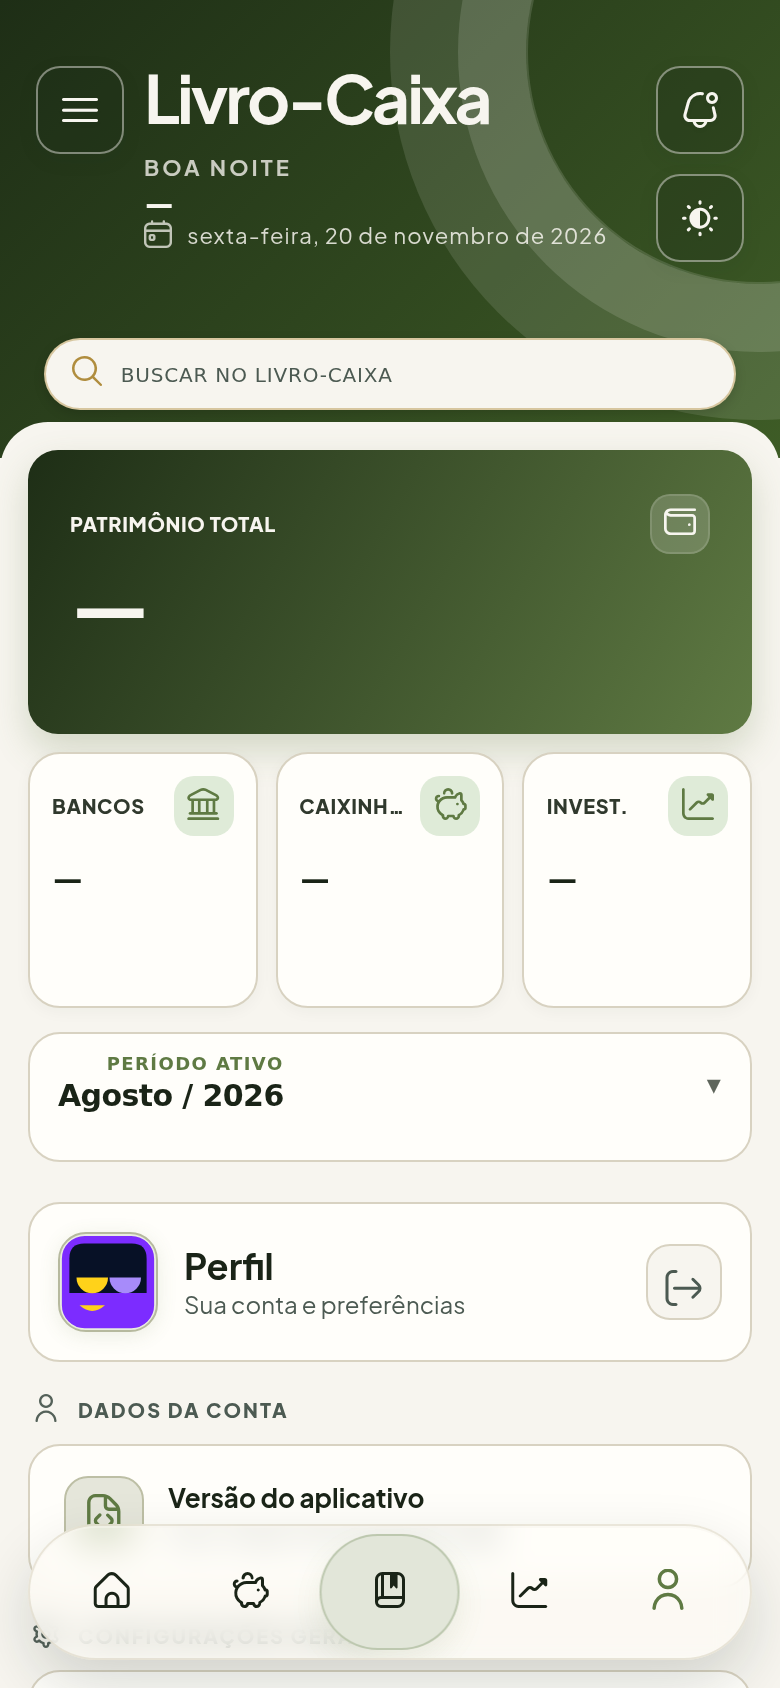 Livro-Caixa
BOA NOITE
—
sexta-feira, 20 de novembro de 2026
BUSCAR NO LIVRO-CAIXA
PATRIMÔNIO TOTAL
—
BANCOS
—
CAIXINH...
—
INVEST.
—
PERÍODO ATIVO
Agosto / 2026
▼
Perfil
Sua conta e preferências
DADOS DA CONTA
Versão do aplicativo
CONFIGURAÇÕES